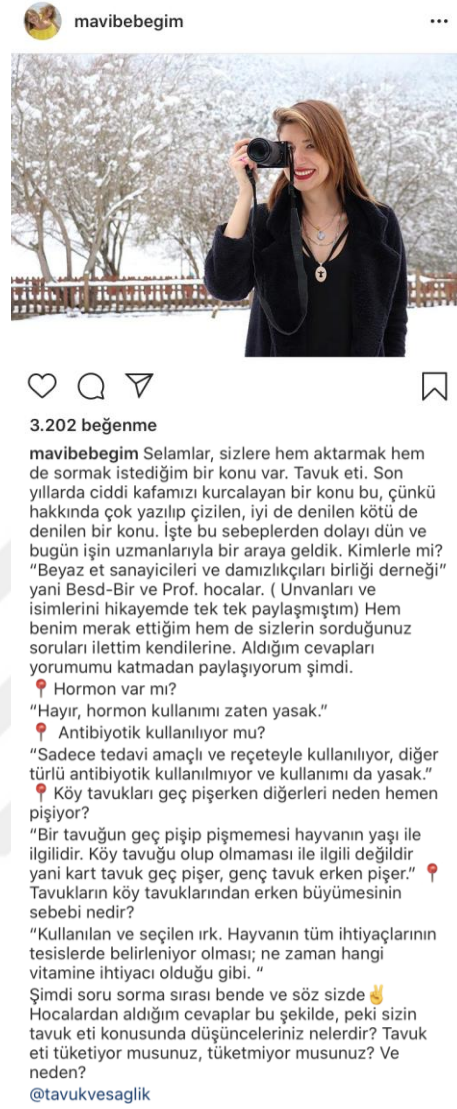 mavibebegim
3.202 beğenme
mavibebegim Selamlar, sizlere hem aktarmak hem
de sormak istediğim bir konu var. Tavuk eti. Son
yıllarda ciddi kafamızı kurcalayan bir konu bu, çünkü
hakkında çok yazılıp çizilen, iyi de denilen kötü de
denilen bir konu. İşte bu sebeplerden dolayı dün ve
bugün işin uzmanlarıyla bir araya geldik. Kimlerle mi?
“Beyaz et sanayicileri ve damızlıkçıları birliği derneği”
yani Besd-Bir ve Prof. hocalar. ( Unvanları ve
isimlerini hikayemde tek tek paylaşmıştım) Hem
benim merak ettiğim hem de sizlerin sorduğunuz
soruları ilettim kendilerine. Aldığım cevapları
yorumumu katmadan paylaşıyorum şimdi.
📍 Hormon var mı?
“Hayır, hormon kullanımı zaten yasak.”
📍 Antibiyotik kullanılıyor mu?
“Sadece tedavi amaçlı ve reçeteyle kullanılıyor, diğer
türlü antibiyotik kullanılmıyor ve kullanımı da yasak.”
📍 Köy tavukları geç pişerken diğerleri neden hemen
pişiyor?
“Bir tavuğun geç pişip pişmemesi hayvanın yaşı ile
ilgilidir. Köy tavuğu olup olmaması ile ilgili değildir
yani kart tavuk geç pişer, genç tavuk erken pişer.” 📍
Tavukların köy tavuklarından erken büyümesinin
sebebi nedir?
“Kullanılan ve seçilen ırk. Hayvanın tüm ihtiyaçlarının
tesislerde belirleniyor olması; ne zaman hangi
vitamine ihtiyacı olduğu gibi. “
Şimdi soru sorma sırası bende ve söz sizde✌
Hocalardan aldığım cevaplar bu şekilde, peki sizin
tavuk eti konusunda düşünceleriniz nelerdir? Tavuk
eti tüketiyor musunuz, tüketmiyor musunuz? Ve
neden?
@tavukvesaglik